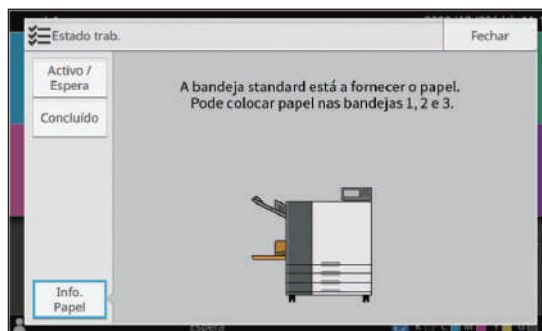 Estado trab.
Fechar
Activo /
Espera
Concluído
A bandeja standard está a fornecer o papel.
Pode colocar papel nas bandejas 1, 2 e 3.
Info.
Papel
Espera